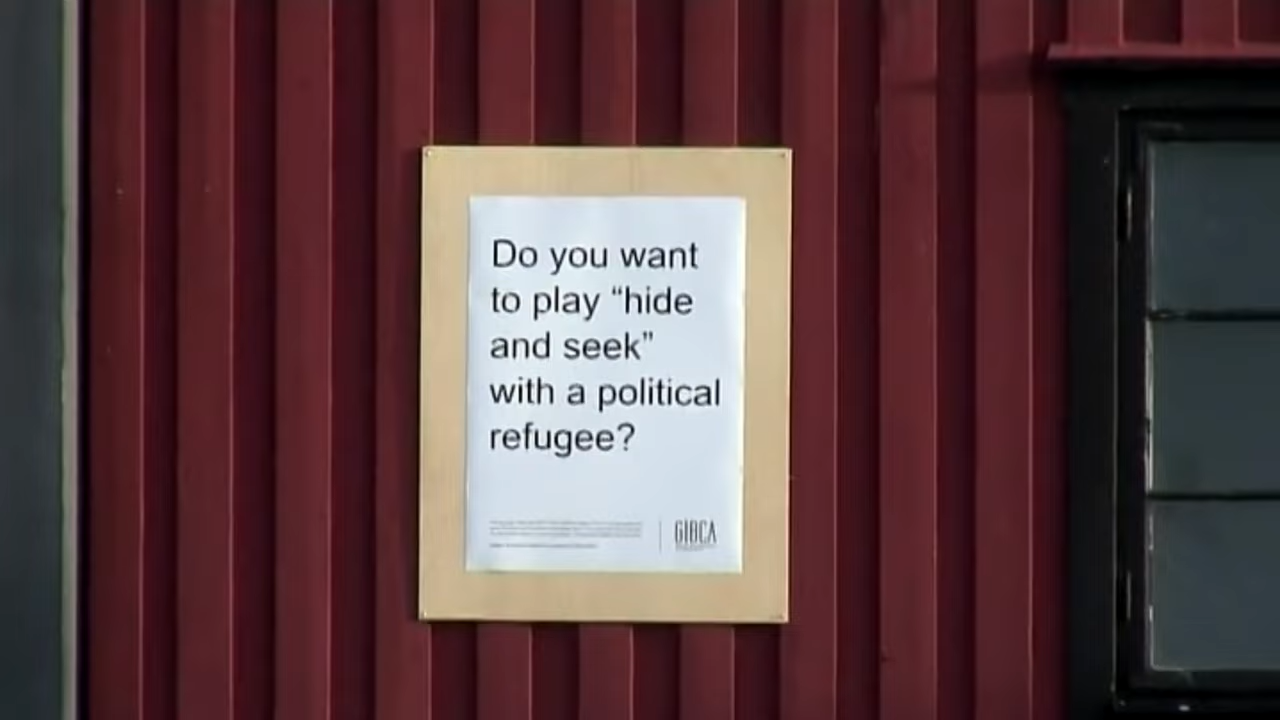 Do you want
to play “hide
and seek”
with a political
refugee?
GIBCA